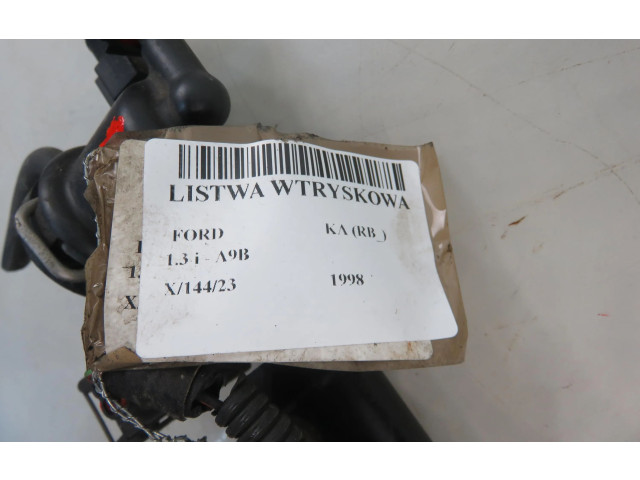 LISTWA WTRYSKOWA
FORD KA (RB_)
1.3 i - A9B
X/144/23 1998